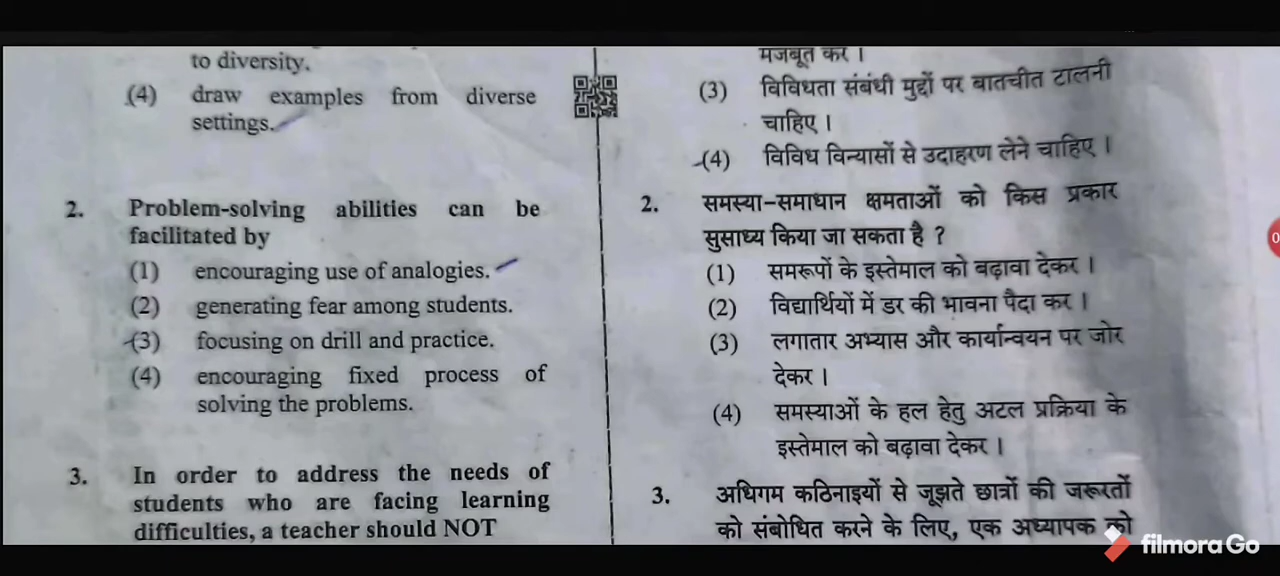 to diversity.
(4) draw examples from diverse
settings.
2. Problem-solving abilities can be
facilitated by
(1) encouraging use of analogies.
(2) generating fear among students.
(3) focusing on drill and practice.
(4) encouraging fixed process of
solving the problems.
3. In order to address the needs of
students who are facing learning
difficulties, a teacher should NOT
मजबूत कर ।
(3) विविधता संबंधी मुद्दों पर बातचीत टालनी
चाहिए ।
(4) विविध विन्यासों से उदाहरण लेने चाहिए ।
2. समस्या-समाधान क्षमताओं को किस प्रकार
सुसाध्य किया जा सकता है ?
(1) समरूपों के इस्तेमाल को बढ़ावा देकर ।
(2) विद्यार्थियों में डर की भावना पैदा कर ।
(3) लगातार अभ्यास और कार्यान्वयन पर जोर
देकर ।
(4) समस्याओं के हल हेतु अटल प्रक्रिया के
इस्तेमाल को बढ़ावा देकर ।
3. अधिगम कठिनाइयों से जूझते छात्रों की जरूरतों
को संबोधित करने के लिए, एक अध्यापक को
filmora Go